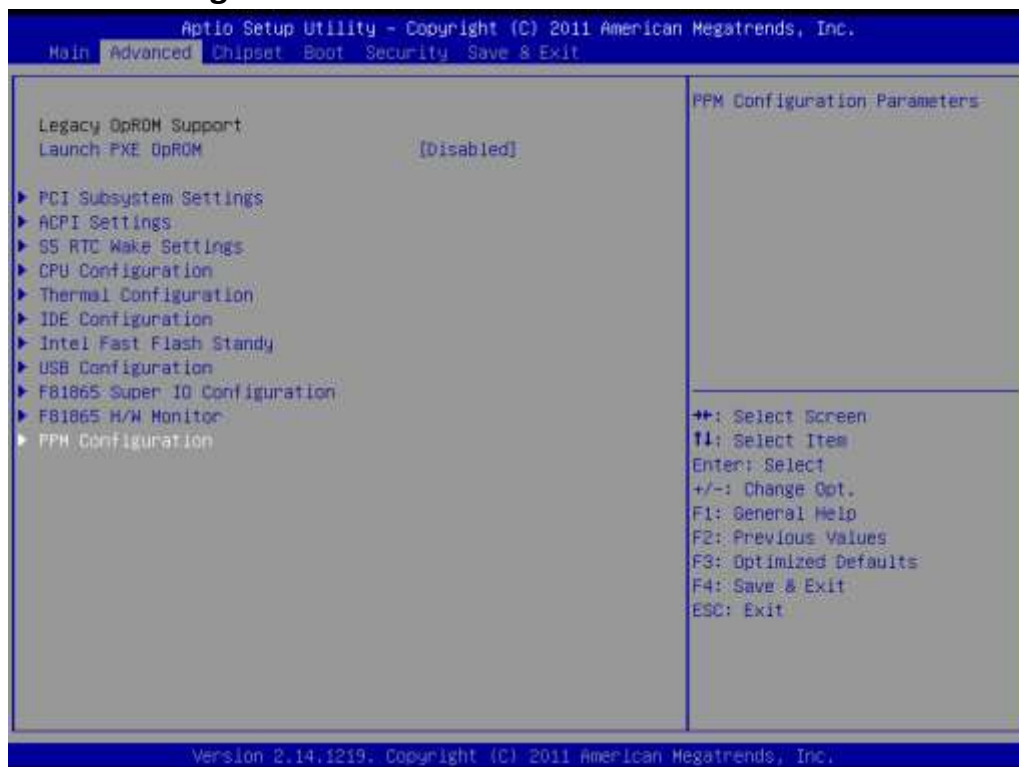 Aptio Setup Utility - Copyright (C) 2011 American Megatrends, Inc.
Main Advanced Chipset Boot Security Save & Exit
Legacy OpROM Support
Launch PXE OpROM [Disabled]
PCI Subsystem Settings
ACPI Settings
S5 RTC Wake Settings
CPU Configuration
Thermal Configuration
IDE Configuration
Intel Fast Flash Standy
USB Configuration
F81865 Super IO Configuration
F81865 H/W Monitor
PPM Configuration
PPM Configuration Parameters
→←: Select Screen
↑↓: Select Item
Enter: Select
+/-: Change Opt.
F1: General Help
F2: Previous Values
F3: Optimized Defaults
F4: Save & Exit
ESC: Exit
Version 2.14.1219. Copyright (C) 2011 American Megatrends, Inc.